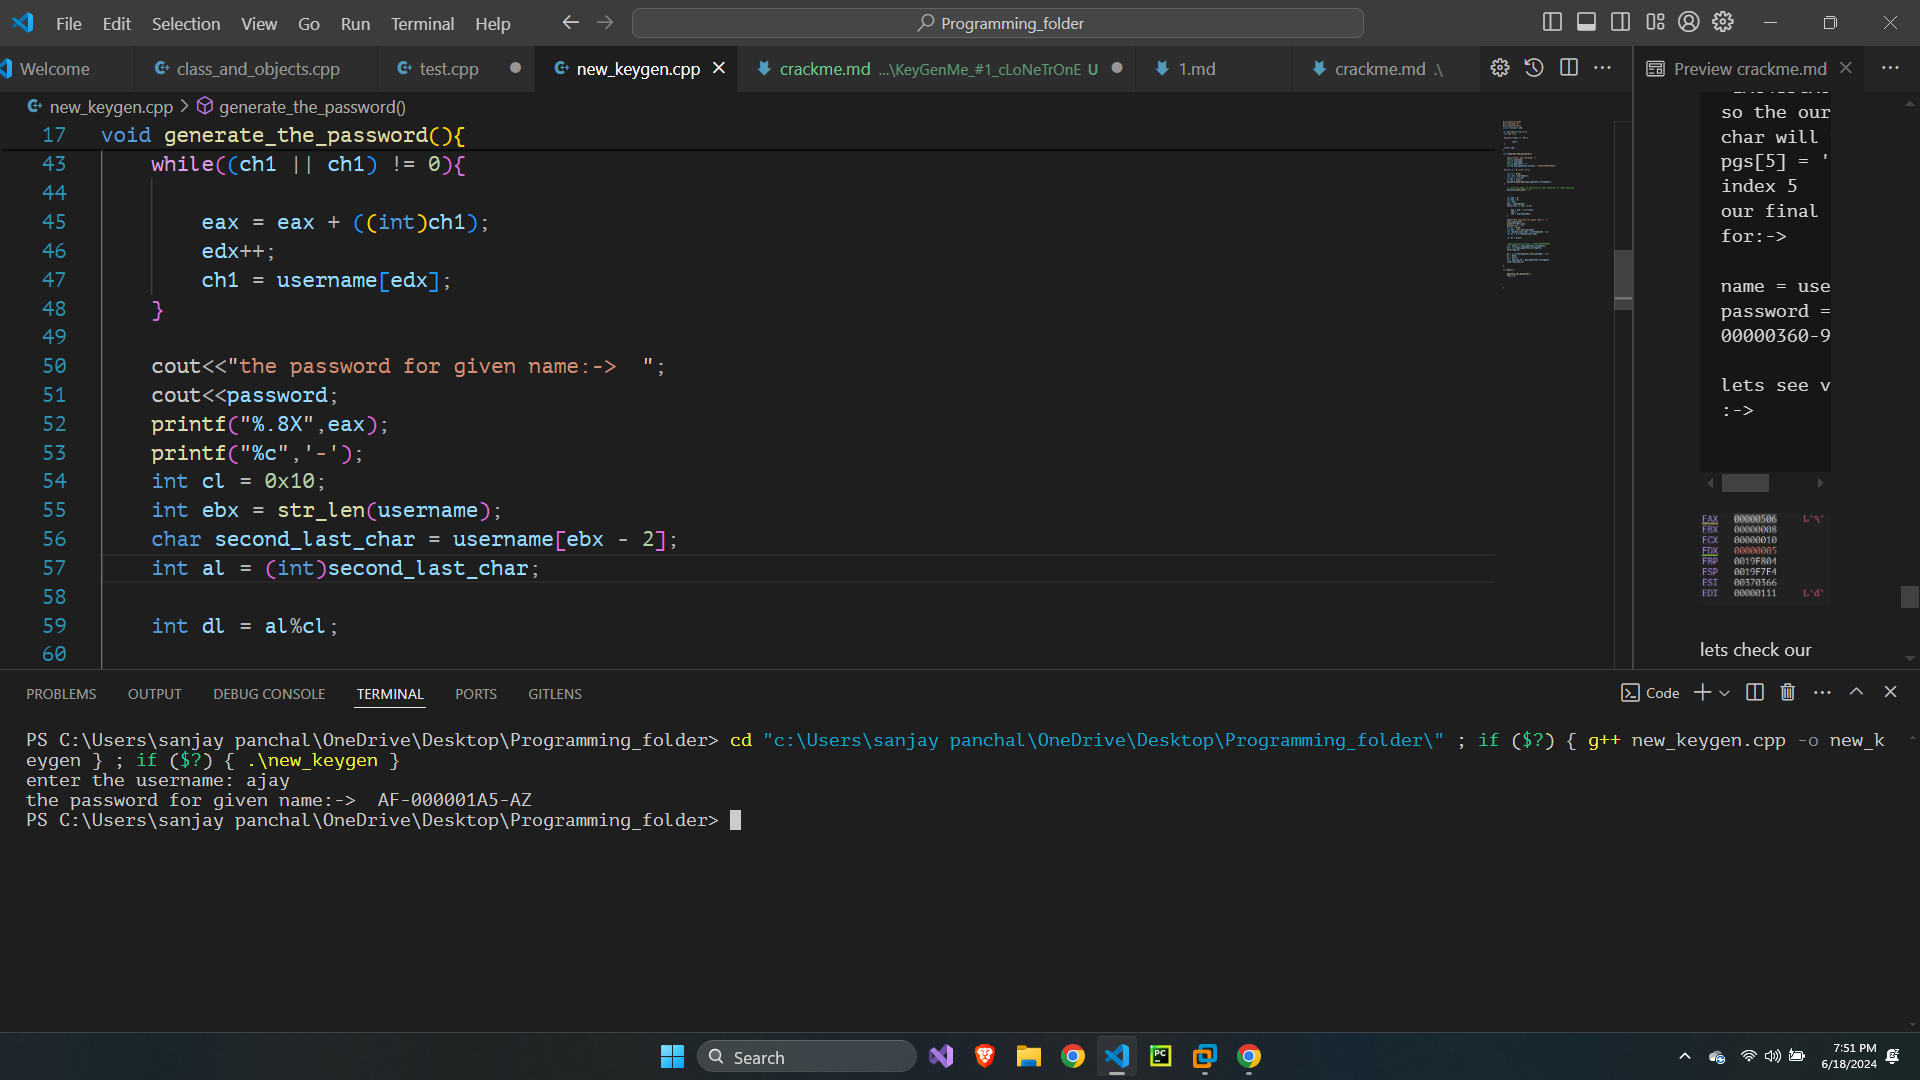 File Edit Selection View Go Run Terminal Help
Programming_folder
Welcome
class_and_objects.cpp
test.cpp
new_keygen.cpp
crackme.md ...\KeyGenMe_#1_cLoNeTrOnE U
1.md
crackme.md .\
Preview crackme.md
new_keygen.cpp > generate_the_password()
17 void generate_the_password(){
43 while((ch1 || ch1) != 0){
44
45 eax = eax + ((int)ch1);
46 edx++;
47 ch1 = username[edx];
48 }
49
50 cout<<"the password for given name:->  ";
51 cout<<password;
52 printf("%.8X",eax);
53 printf("%c",'-');
54 int cl = 0x10;
55 int ebx = str_len(username);
56 char second_last_char = username[ebx - 2];
57 int al = (int)second_last_char;
58
59 int dl = al%cl;
60
so the our
char will
pgs[5] = '
index 5
our final
for:->
name = use
password =
00000360-9
lets see v
:->
EAX 00000506 L'ʅ'
EBX 00000008
ECX 00000010
EDX 00000005
EBP 0019F804
ESP 0019F7E4
ESI 00370366
EDI 00000111 L'đ'
lets check our
PROBLEMS OUTPUT DEBUG CONSOLE TERMINAL PORTS GITLENS
Code
PS C:\Users\sanjay panchal\OneDrive\Desktop\Programming_folder> cd "c:\Users\sanjay panchal\OneDrive\Desktop\Programming_folder\" ; if ($?) { g++ new_keygen.cpp -o new_k
eygen } ; if ($?) { .\new_keygen }
enter the username: ajay
the password for given name:->  AF-000001A5-AZ
PS C:\Users\sanjay panchal\OneDrive\Desktop\Programming_folder>
Search
PC
7:51 PM
6/18/2024